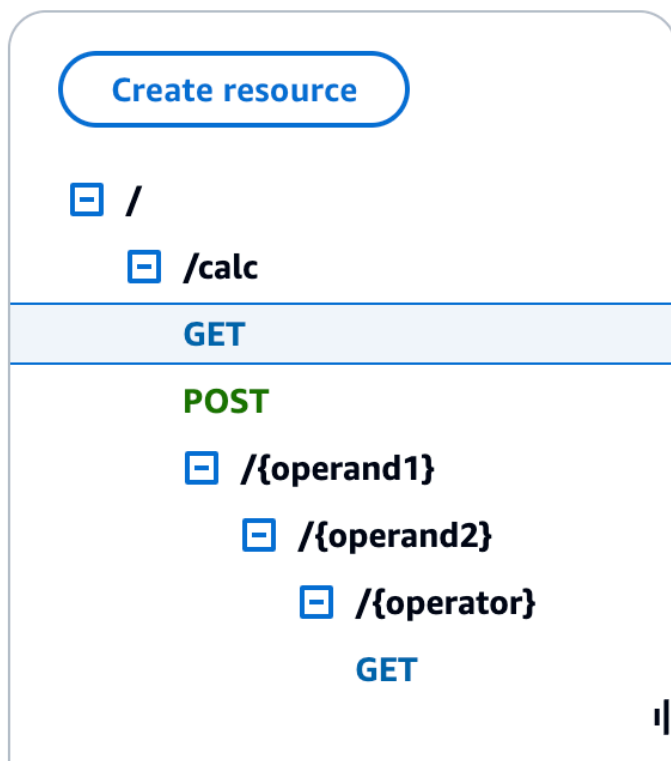 Create resource
/
/calc
GET
POST
/{operand1}
/{operand2}
/{operator}
GET